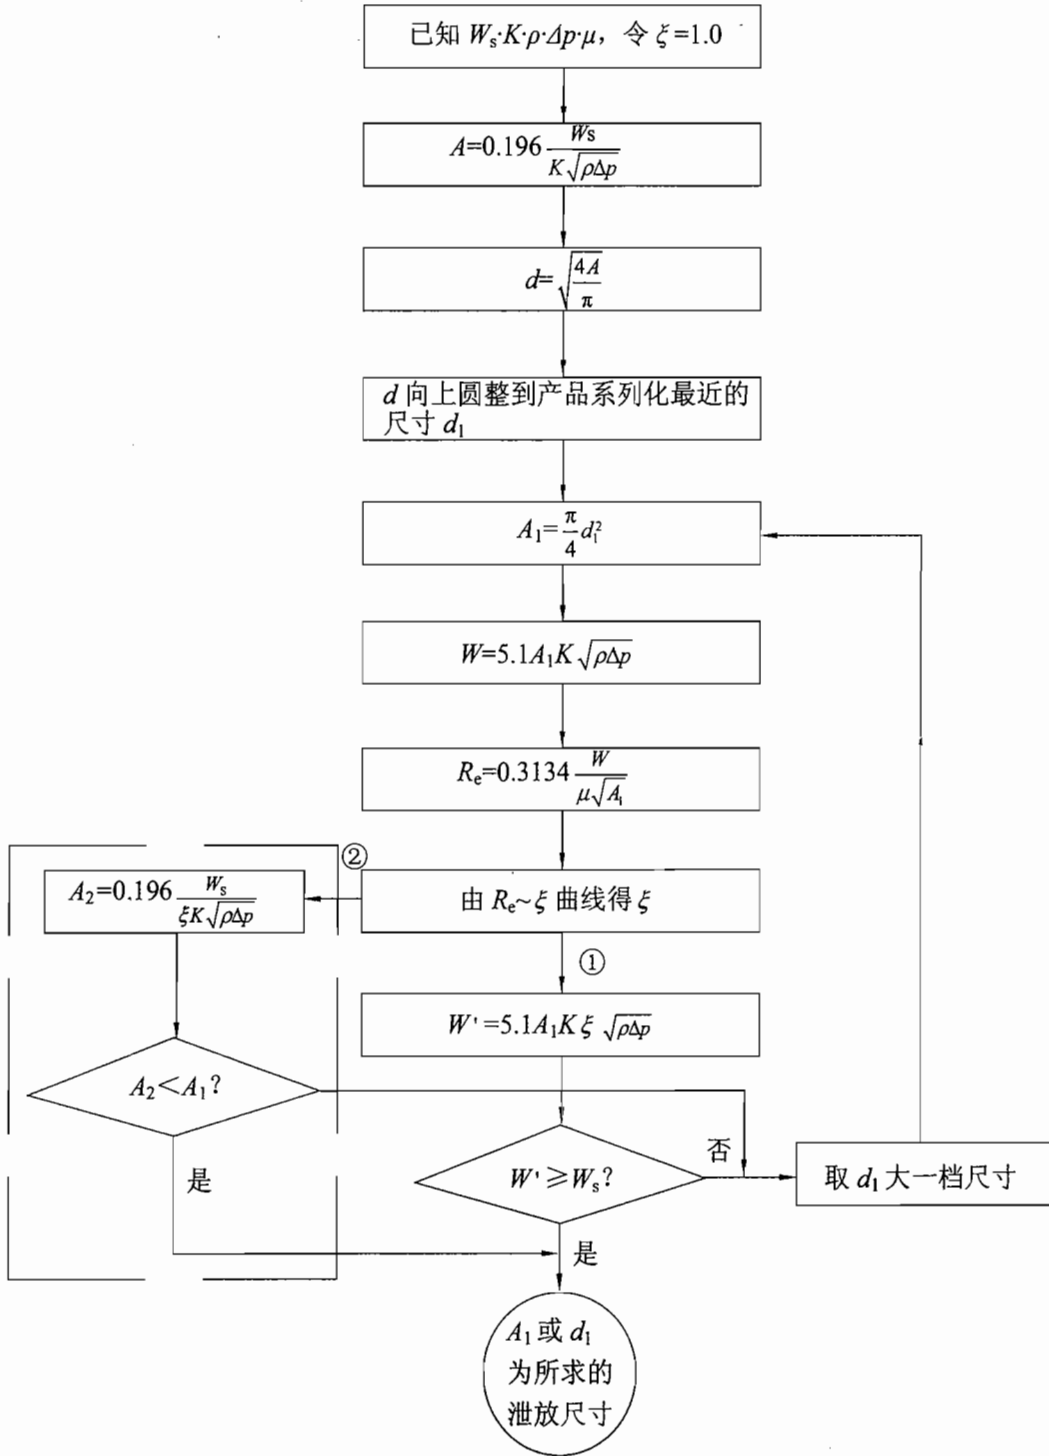 已知 Wₛ·K·ρ·Δp·μ，令 ξ=1.0
A=0.196 Ws/(K√(ρΔp))
d=√(4A/π)
d 向上圆整到产品系列化最近的
尺寸 d₁
A₁=π/4 d₁²
W=5.1A₁K√(ρΔp)
Rₑ=0.3134 W/(μ√A₁)
②
A₂=0.196 Wₛ/(ξK√(ρΔp))
由 Rₑ~ξ 曲线得 ξ
①
W'=5.1A₁Kξ √(ρΔp)
A₂＜A₁？
否
W'≥Wₛ？
取 d₁ 大一档尺寸
是
是
A₁ 或 d₁
为所求的
泄放尺寸